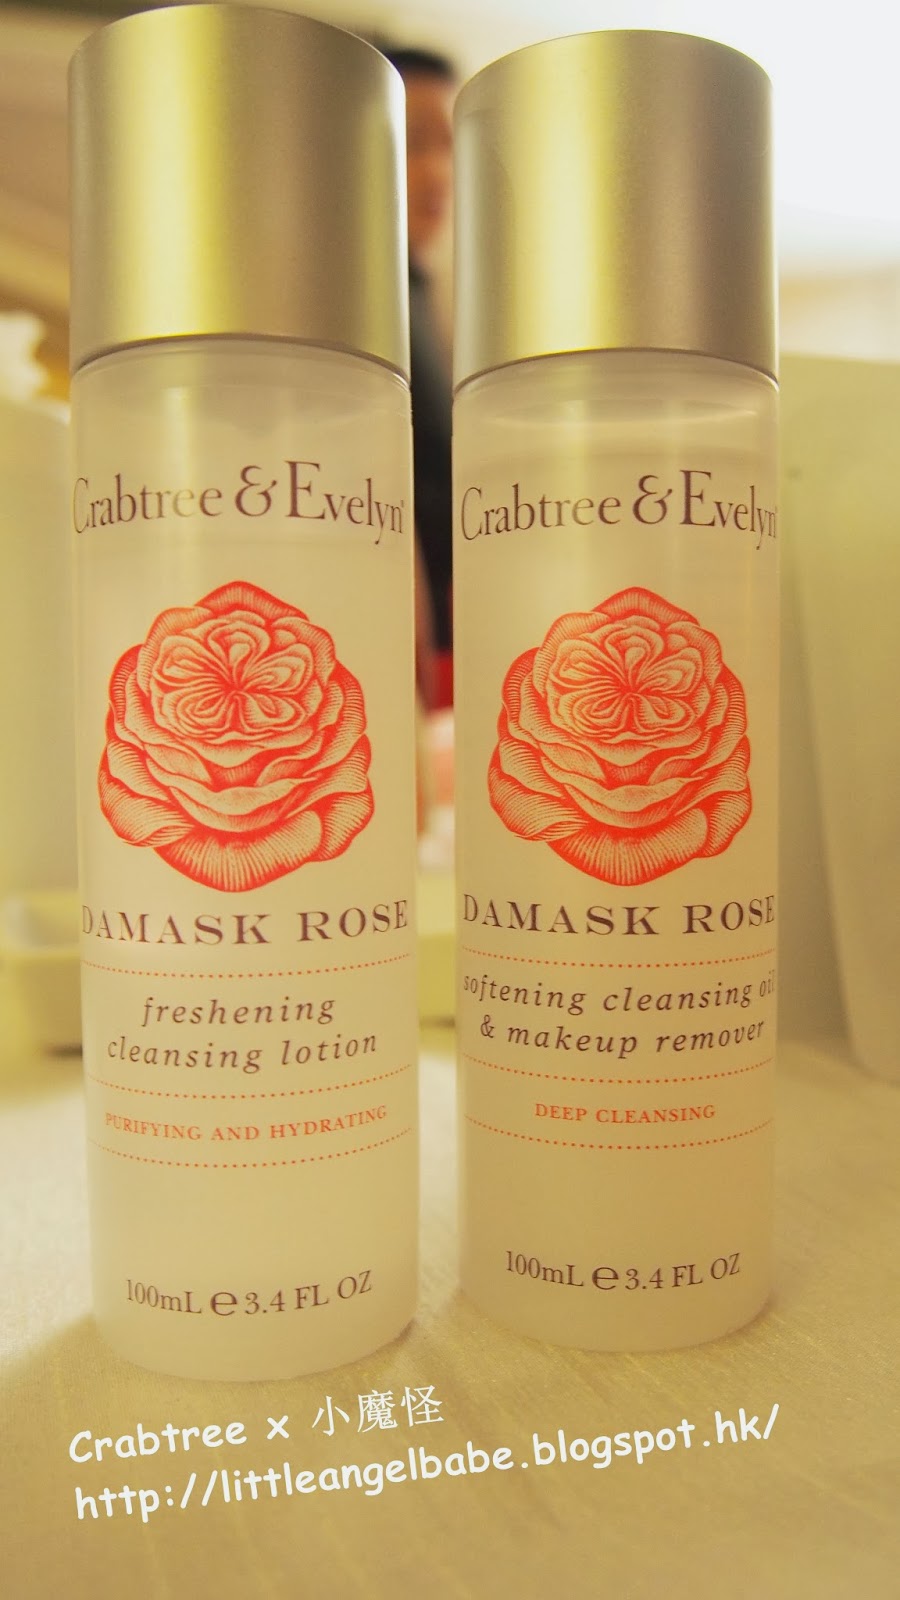 Crabtree & Evelyn®
DAMASK ROSE
freshening
cleansing lotion
PURIFYING AND HYDRATING
100mL ℮ 3.4 FL OZ
Crabtree & Evelyn
DAMASK ROSE
softening cleansing oil
& makeup remover
DEEP CLEANSING
100mL ℮ 3.4 FL OZ
Crabtree x 小魔怪
http://littleangelbabe.blogspot.hk/